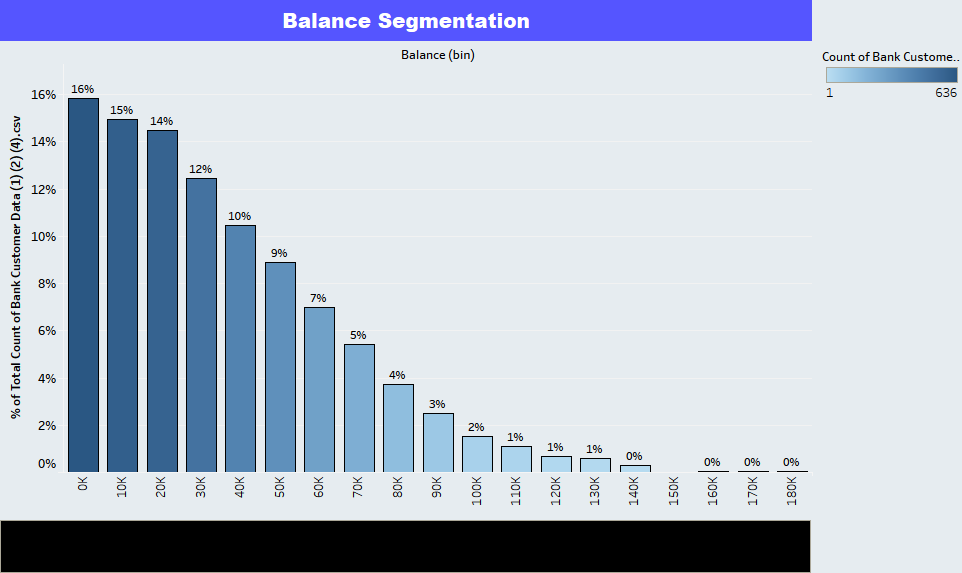 Balance Segmentation
Balance (bin)
Count of Bank Custome..
1 636
% of Total Count of Bank Customer Data (1) (2) (4).csv
16%
14%
12%
10%
8%
6%
4%
2%
0%
16%
15%
14%
12%
10%
9%
7%
5%
4%
3%
2%
1%
1%
1%
0%
0%
0%
0%
0K
10K
20K
30K
40K
50K
60K
70K
80K
90K
100K
110K
120K
130K
140K
150K
160K
170K
180K